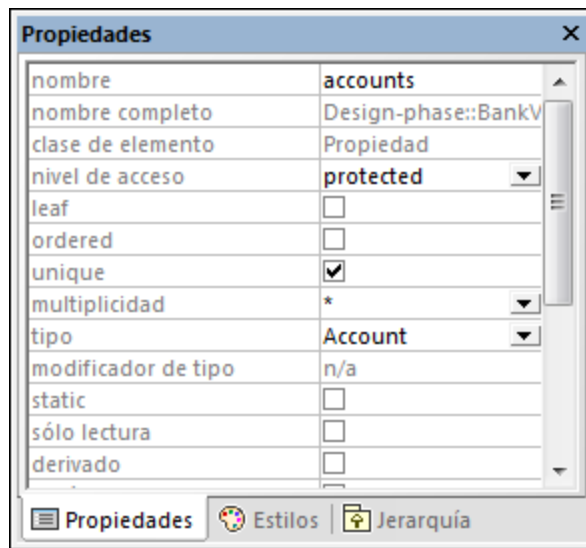 Propiedades
nombre accounts
nombre completo Design-phase::BankV
clase de elemento Propiedad
nivel de acceso protected
leaf
ordered
unique
multiplicidad *
tipo Account
modificador de tipo n/a
static
sólo lectura
derivado
Propiedades Estilos Jerarquía